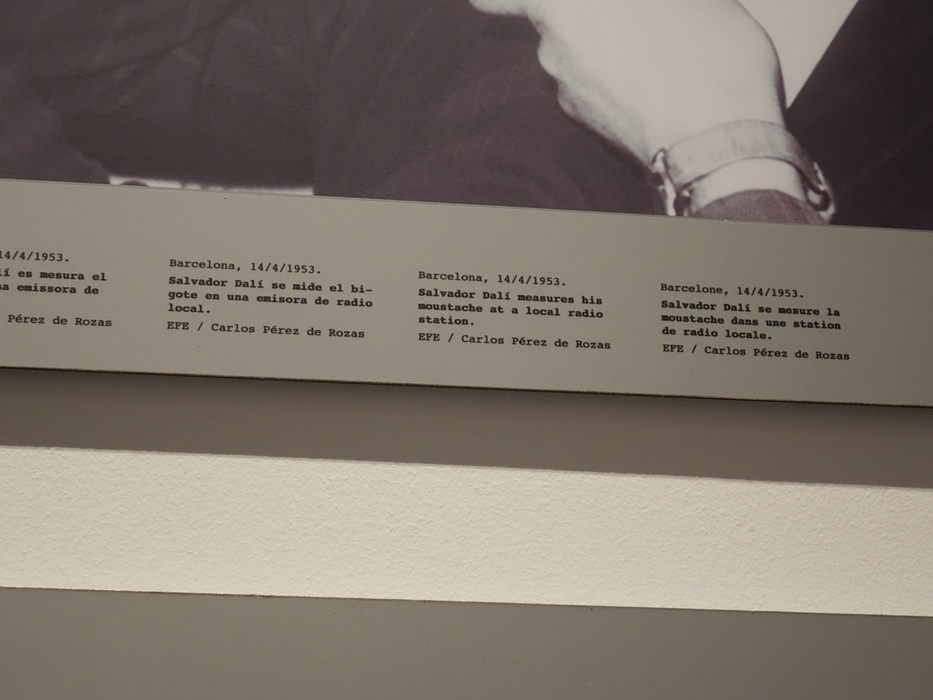 14/4/1953.
es mesura el
emissora de
Pérez de Rozas
Barcelona, 14/4/1953.
Salvador Dalí se mide el bi-
gote en una emisora de radio
local.
EFE / Carlos Pérez de Rozas
Barcelona, 14/4/1953.
Salvador Dalí measures his
moustache at a local radio
station.
EFE / Carlos Pérez de Rozas
Barcelone, 14/4/1953.
Salvador Dalí se mesure la
moustache dans une station
de radio locale.
EFE / Carlos Pérez de Rozas